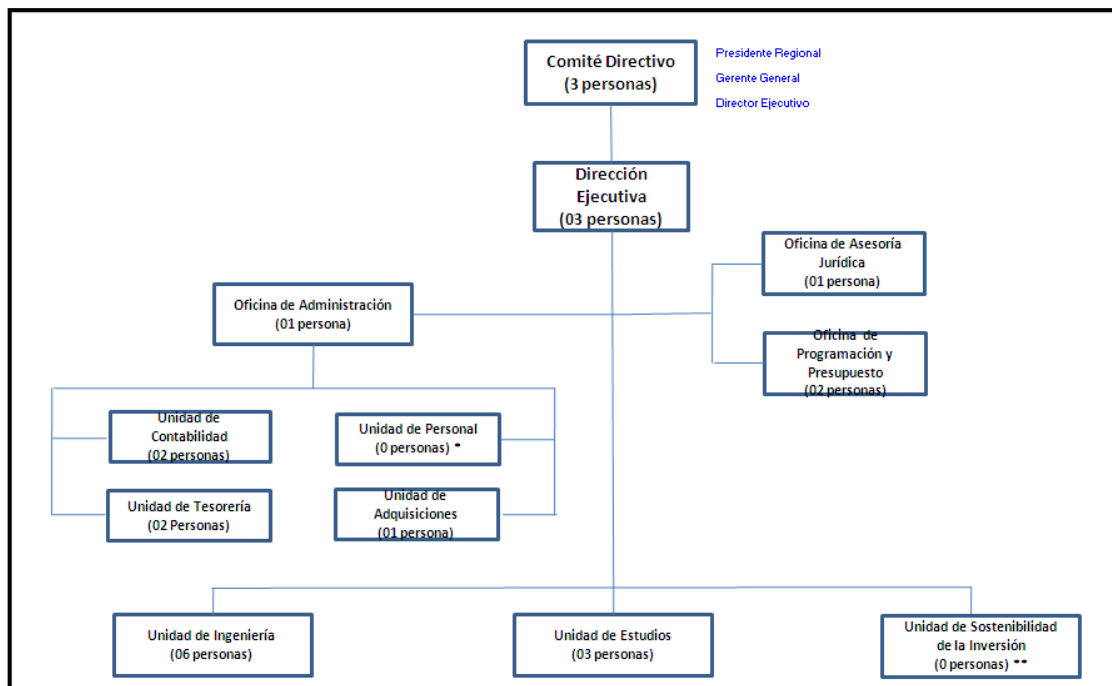 Comité Directivo
(3 personas)
Presidente Regional
Gerente General
Director Ejecutivo
Dirección
Ejecutiva
(03 personas)
Oficina de Asesoría
Jurídica
(01 persona)
Oficina de Administración
(01 persona)
Oficina de
Programación y
Presupuesto
(02 personas)
Unidad de
Contabilidad
(02 personas)
Unidad de Personal
(0 personas) *
Unidad de Tesorería
(02 Personas)
Unidad de
Adquisiciones
(01 persona)
Unidad de Ingeniería
(06 personas)
Unidad de Estudios
(03 personas)
Unidad de Sostenibilidad
de la Inversión
(0 personas) **